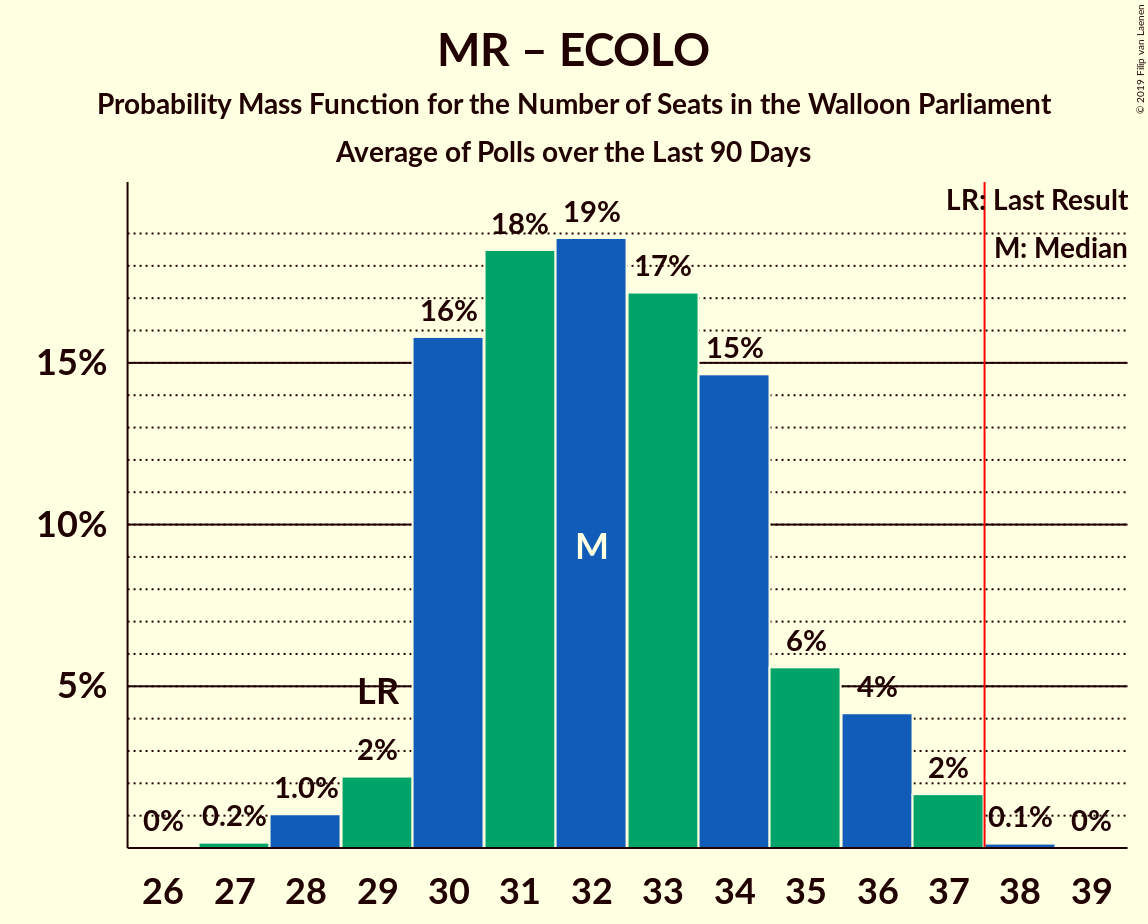 MR – ECOLO
Probability Mass Function for the Number of Seats in the Walloon Parliament
Average of Polls over the Last 90 Days
© 2019 Filip van Laenen
LR: Last Result
M: Median
15%
10%
5%
0%
0.2%
1.0%
2%
LR
16%
18%
19%
M
17%
15%
6%
4%
2%
0.1%
0%
26 27 28 29 30 31 32 33 34 35 36 37 38 39